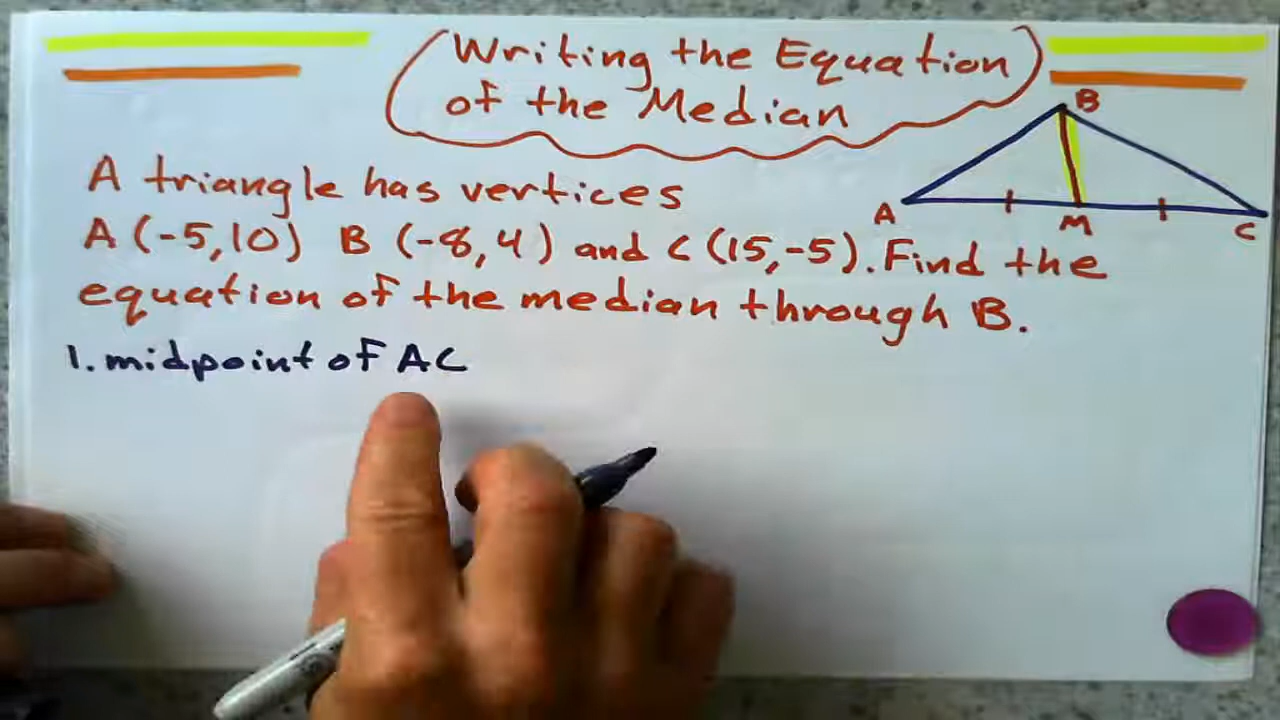 Writing the Equation
of the Median
B
A
M
C
A triangle has vertices
A (-5,10) B (-8,4) and C (15,-5). Find the
equation of the median through B.
1. midpoint of AC